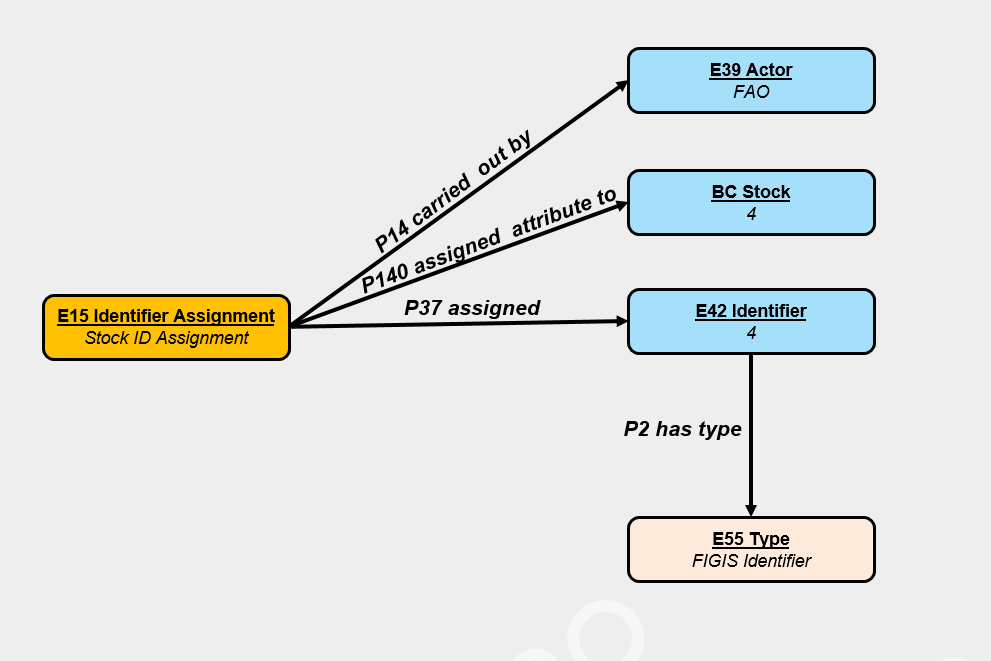 E39 Actor
FAO
P14 carried out by
BC Stock
4
P140 assigned attribute to
E15 Identifier Assignment
Stock ID Assignment
P37 assigned
E42 Identifier
4
P2 has type
E55 Type
FIGIS Identifier